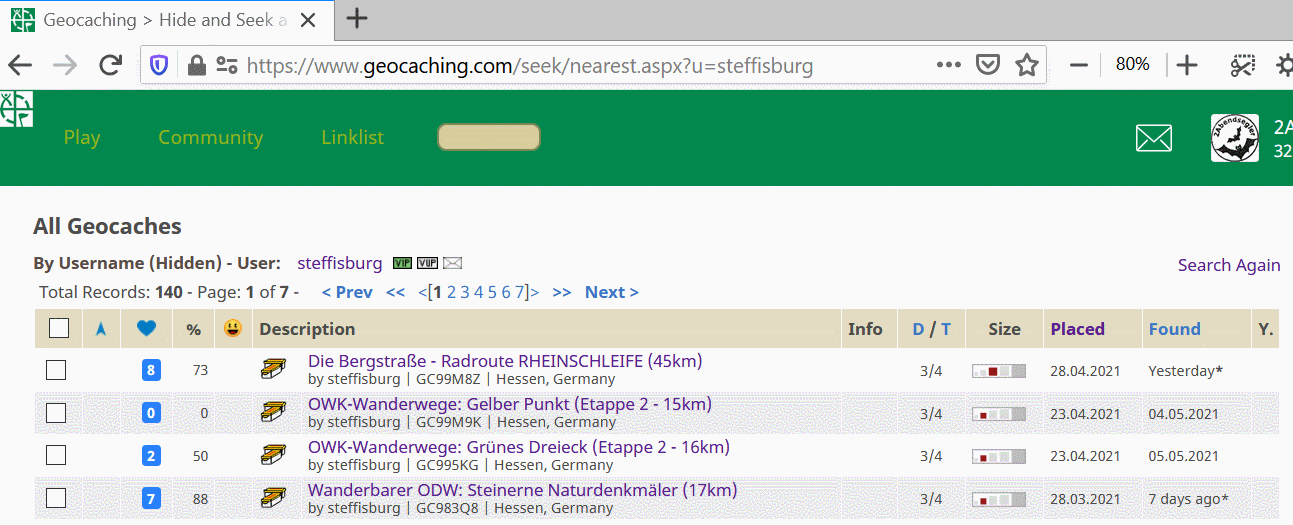 Geocaching > Hide and Seek a
https://www.geocaching.com/seek/nearest.aspx?u=steffisburg
80%
Play Community Linklist
2Abendsegler
2A
32
All Geocaches
By Username (Hidden) - User: steffisburg VIP VUP
Search Again
Total Records: 140 - Page: 1 of 7 - < Prev << <[1 2 3 4 5 6 7]> >> Next >
% Description Info D / T Size Placed Found Y.
8 73 Die Bergstraße - Radroute RHEINSCHLEIFE (45km) 3/4 28.04.2021 Yesterday*
by steffisburg | GC99M8Z | Hessen, Germany
0 0 OWK-Wanderwege: Gelber Punkt (Etappe 2 - 15km) 3/4 23.04.2021 04.05.2021
by steffisburg | GC99M9K | Hessen, Germany
2 50 OWK-Wanderwege: Grünes Dreieck (Etappe 2 - 16km) 3/4 23.04.2021 05.05.2021
by steffisburg | GC995KG | Hessen, Germany
7 88 Wanderbarer ODW: Steinerne Naturdenkmäler (17km) 3/4 28.03.2021 7 days ago*
by steffisburg | GC983Q8 | Hessen, Germany